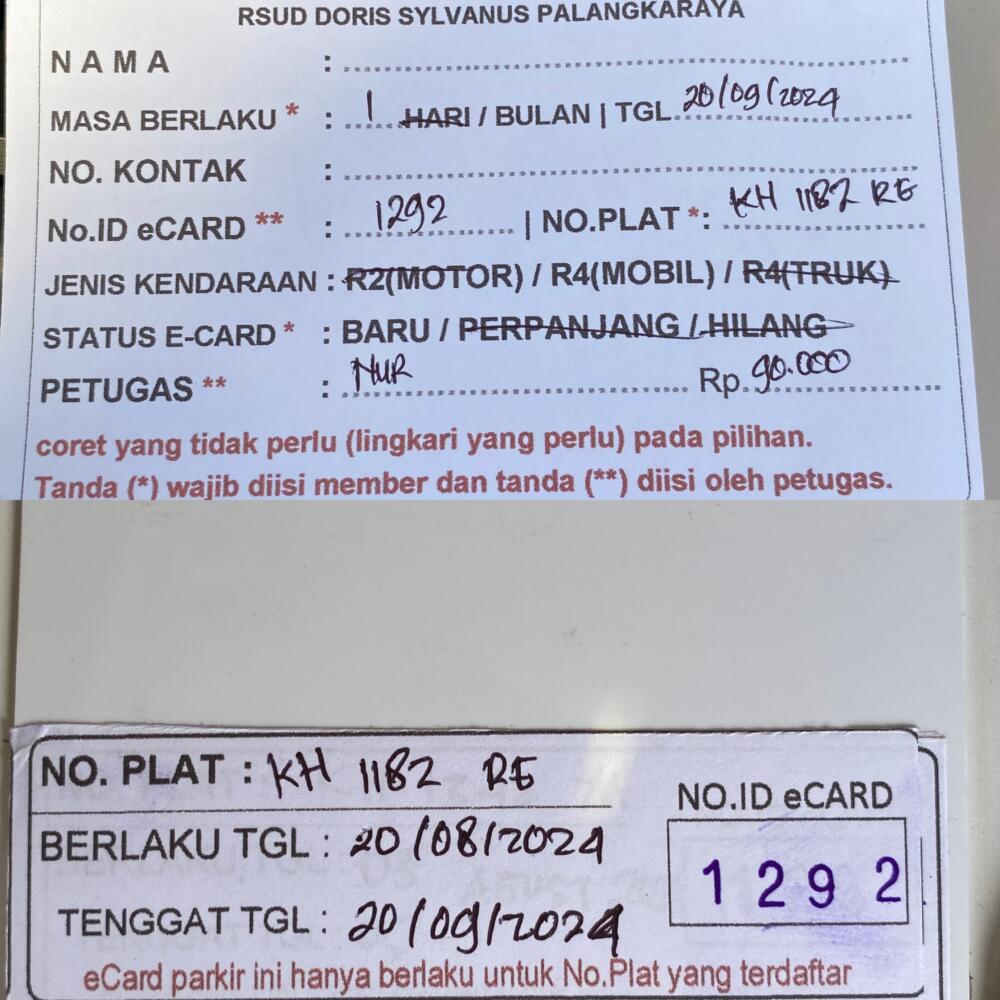 RSUD DORIS SYLVANUS PALANGKARAYA
N A M A :
MASA BERLAKU * : 1 HARI / BULAN | TGL 20/09/2024
NO. KONTAK :
No.ID eCARD ** : 1292 | NO.PLAT *: KH 1182 RE
JENIS KENDARAAN : R2(MOTOR) / R4(MOBIL) / R4(TRUK)
STATUS E-CARD * : BARU / PERPANJANG / HILANG
PETUGAS ** : NUR Rp 90.000
coret yang tidak perlu (lingkari yang perlu) pada pilihan.
Tanda (*) wajib diisi member dan tanda (**) diisi oleh petugas.
NO. PLAT : KH 1182 RE
BERLAKU TGL : 20/08/2024
TENGGAT TGL : 20/09/2024
NO.ID eCARD
1292
eCard parkir ini hanya berlaku untuk No.Plat yang terdaftar